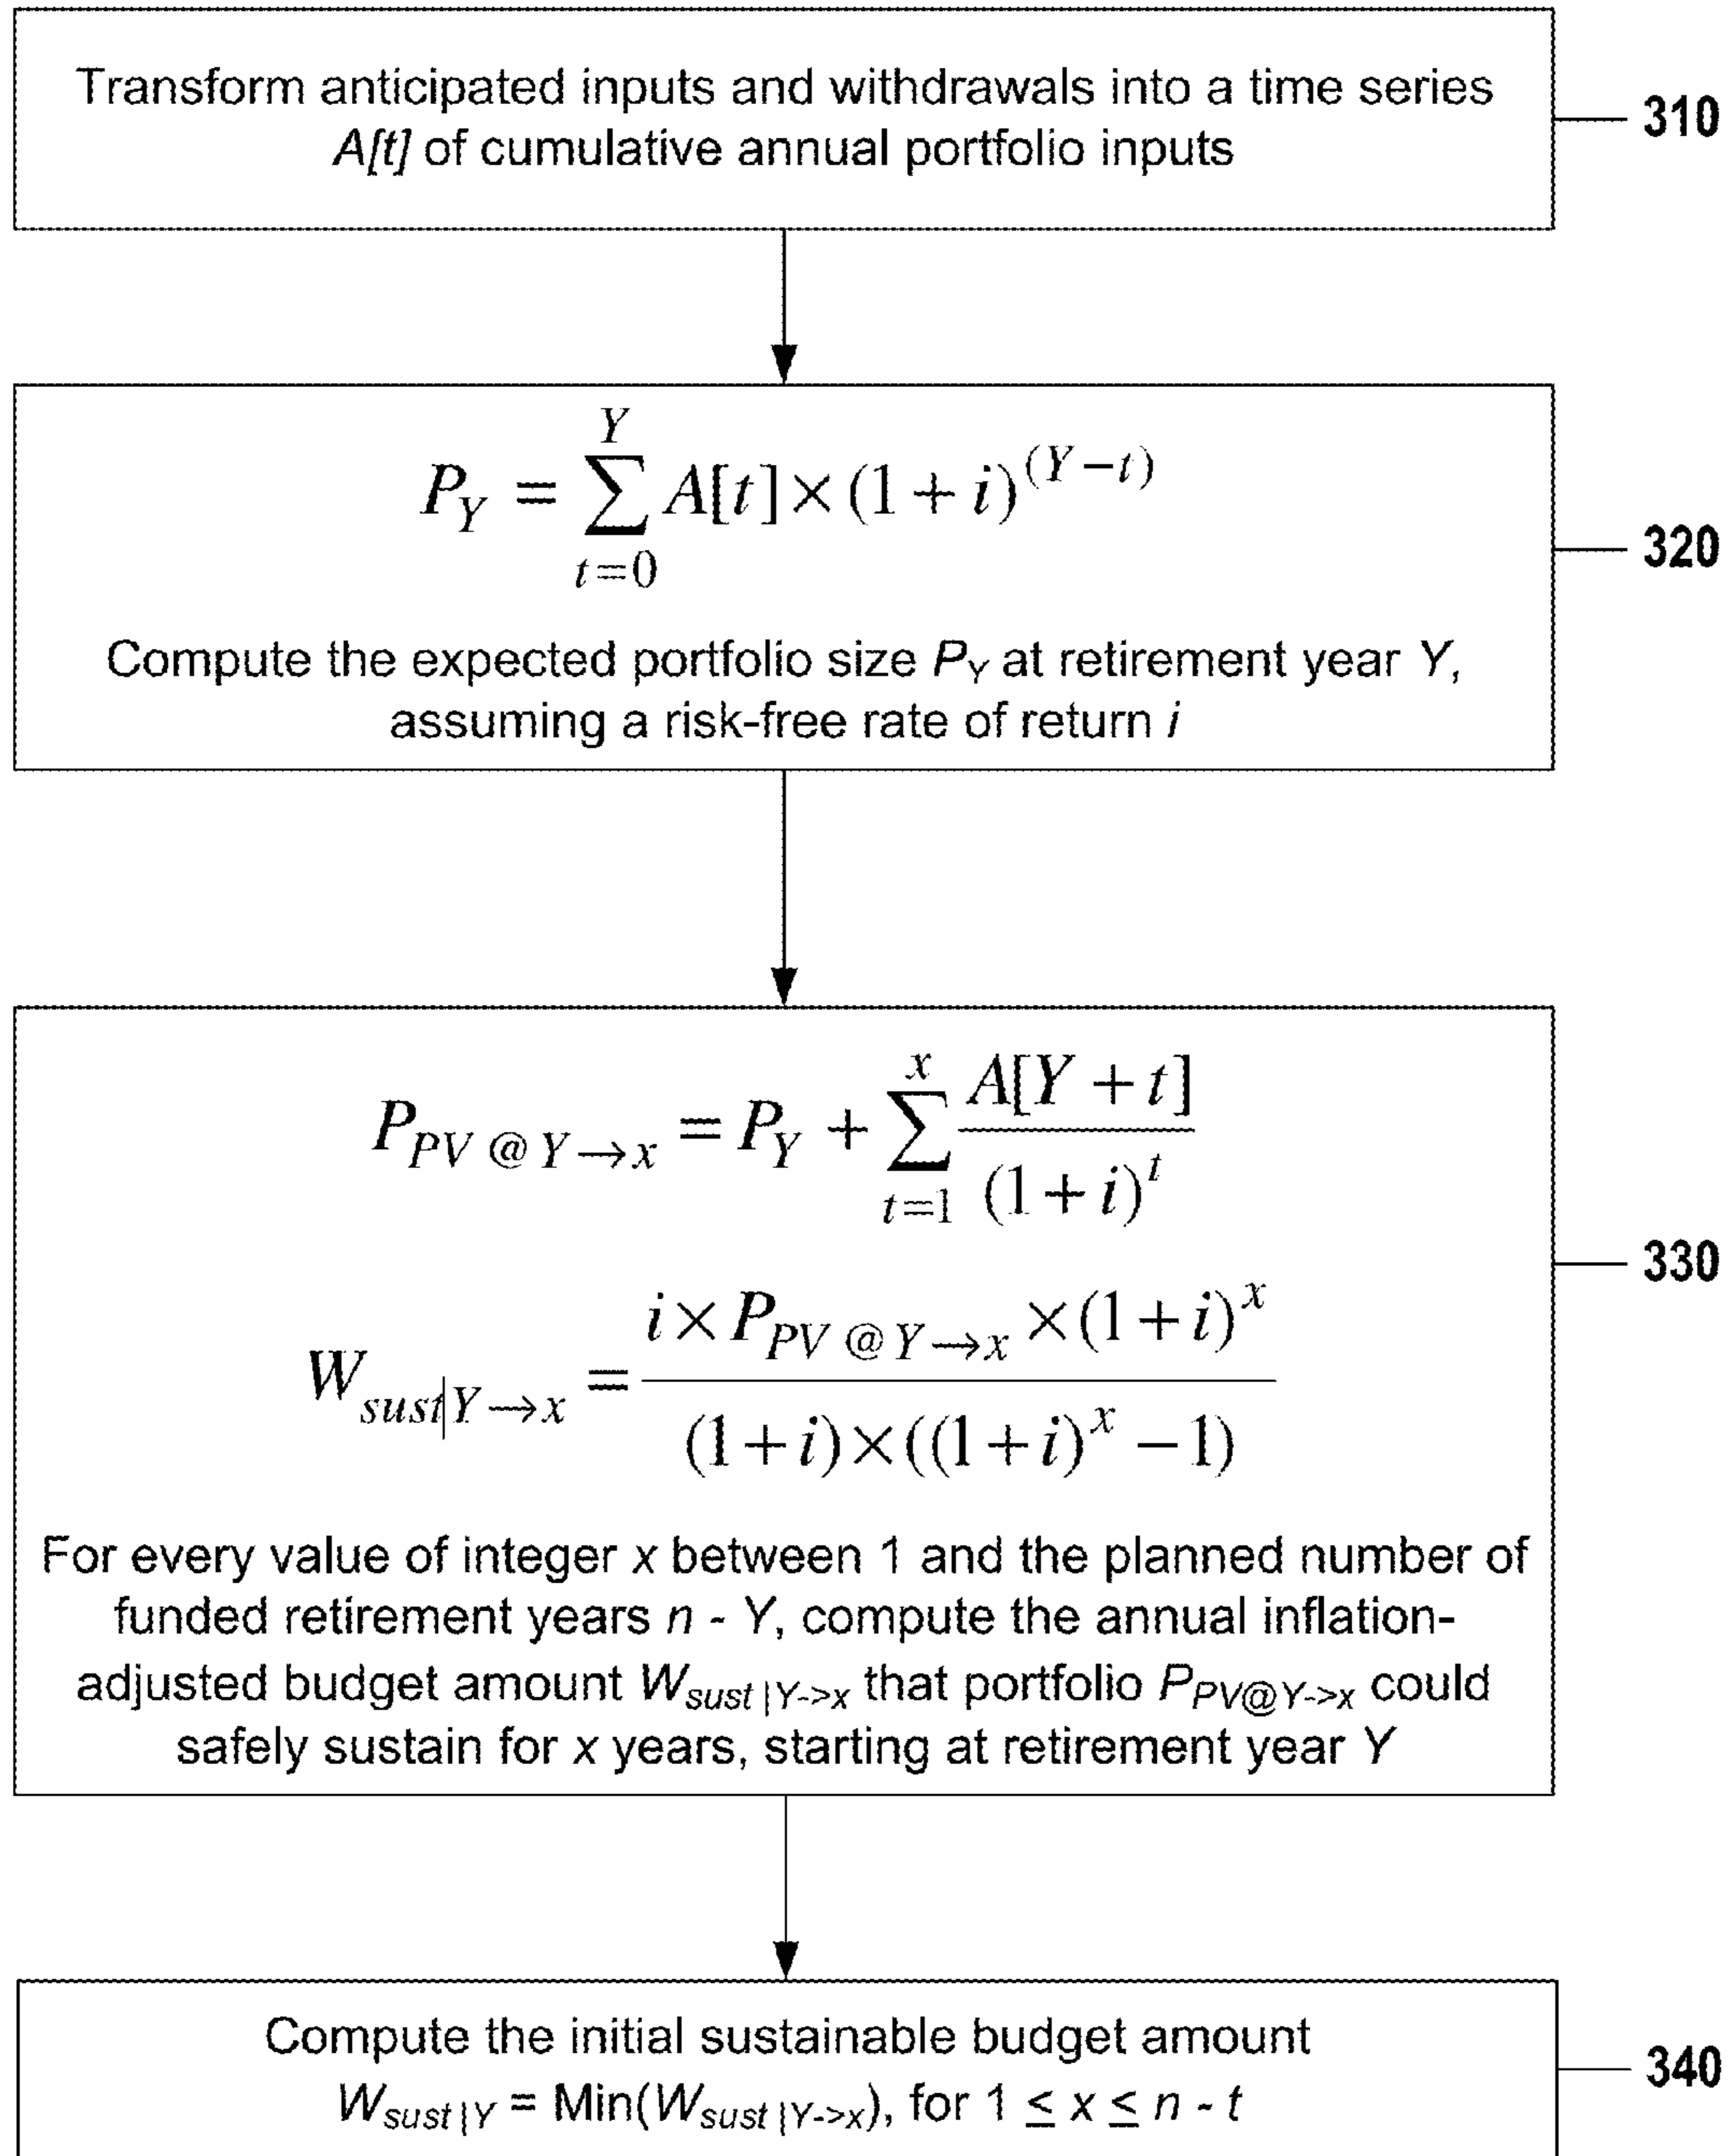 Transform anticipated inputs and withdrawals into a time series
A[t] of cumulative annual portfolio inputs
310
P_Y = \sum_{t=0}^{Y} A[t] × (1 + i)^{(Y−t)}
Compute the expected portfolio size P_Y at retirement year Y,
assuming a risk-free rate of return i
320
P_{PV @ Y→x} = P_Y + \sum_{t=1}^{x} \frac{A[Y + t]}{(1 + i)^t}
W_{sust|Y→x} = \frac{i × P_{PV @ Y→x} × (1 + i)^x}{(1 + i) × ((1 + i)^x − 1)}
For every value of integer x between 1 and the planned number of
funded retirement years n - Y, compute the annual inflation-
adjusted budget amount W_{sust|Y->x} that portfolio P_{PV@Y->x} could
safely sustain for x years, starting at retirement year Y
330
Compute the initial sustainable budget amount
W_{sust|Y} = Min(W_{sust|Y->x}), for 1 ≤ x ≤ n - t
340